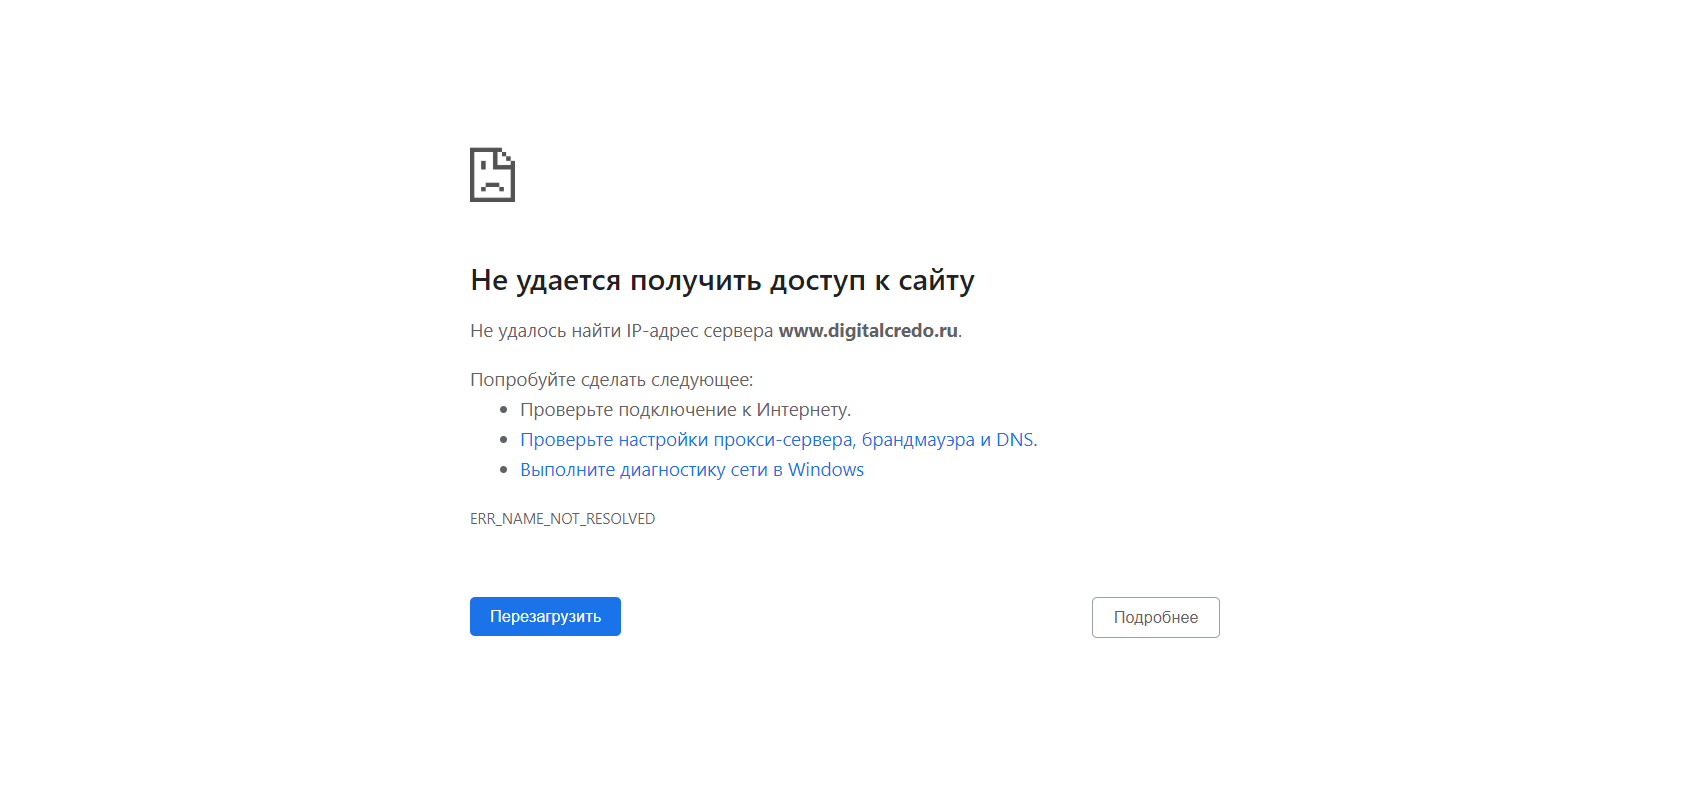 Не удается получить доступ к сайту
Не удалось найти IP-адрес сервера www.digitalcredo.ru.
Попробуйте сделать следующее:
Проверьте подключение к Интернету.
Проверьте настройки прокси-сервера, брандмауэра и DNS.
Выполните диагностику сети в Windows
ERR_NAME_NOT_RESOLVED
Перезагрузить
Подробнее